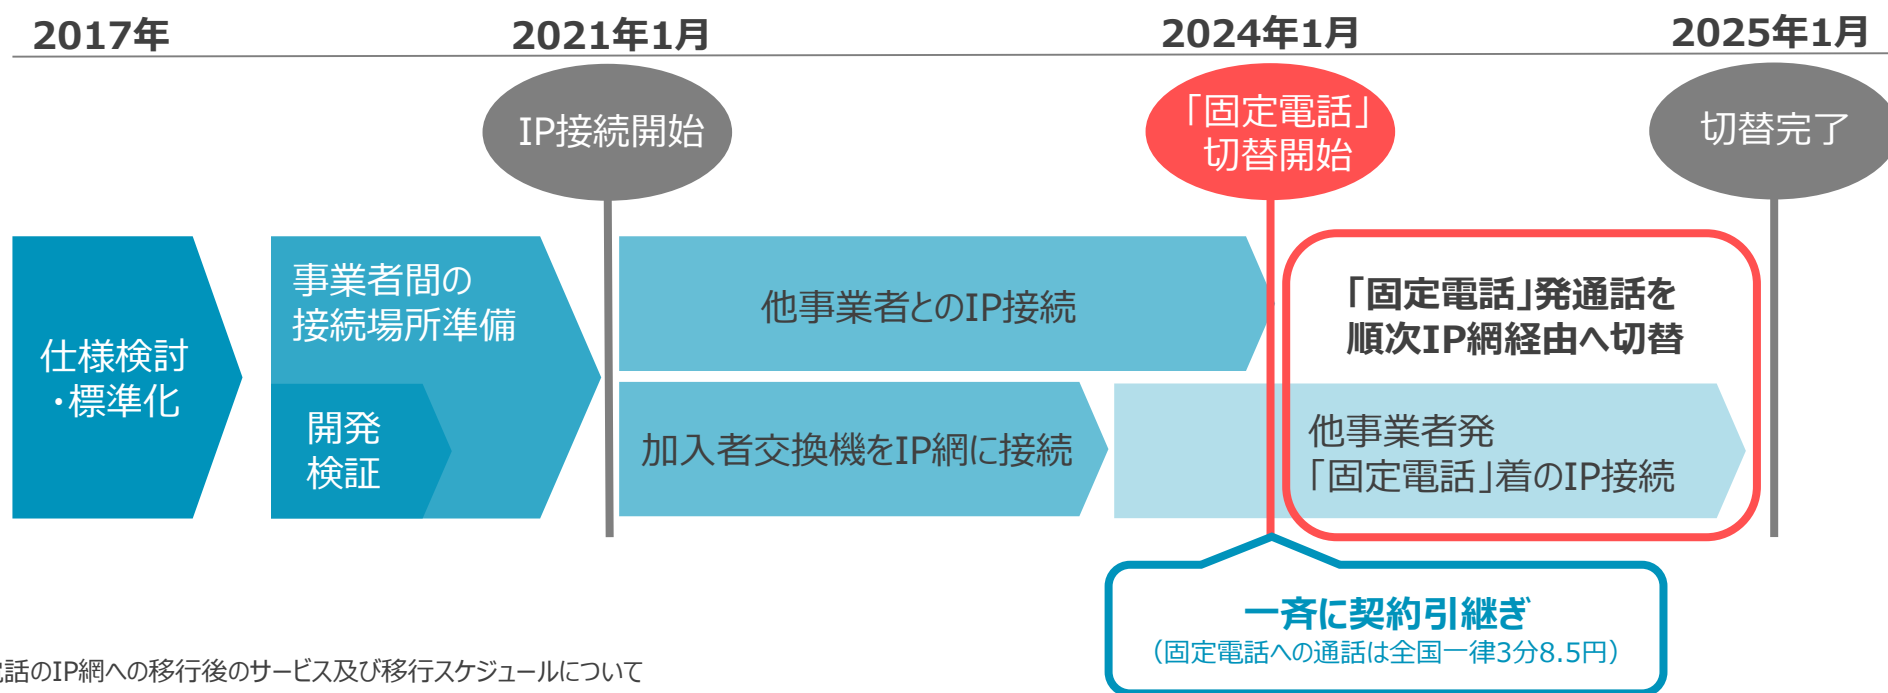 2017年
2021年1月
2024年1月
2025年1月
IP接続開始
「固定電話」
切替開始
切替完了
仕様検討
・標準化
事業者間の
接続場所準備
開発
検証
他事業者とのIP接続
加入者交換機をIP網に接続
「固定電話」発通話を
順次IP網経由へ切替
他事業者発
「固定電話」着のIP接続
一斉に契約引継ぎ
（固定電話への通話は全国一律3分8.5円）
話のIP網への移行後のサービス及び移行スケジュールについて